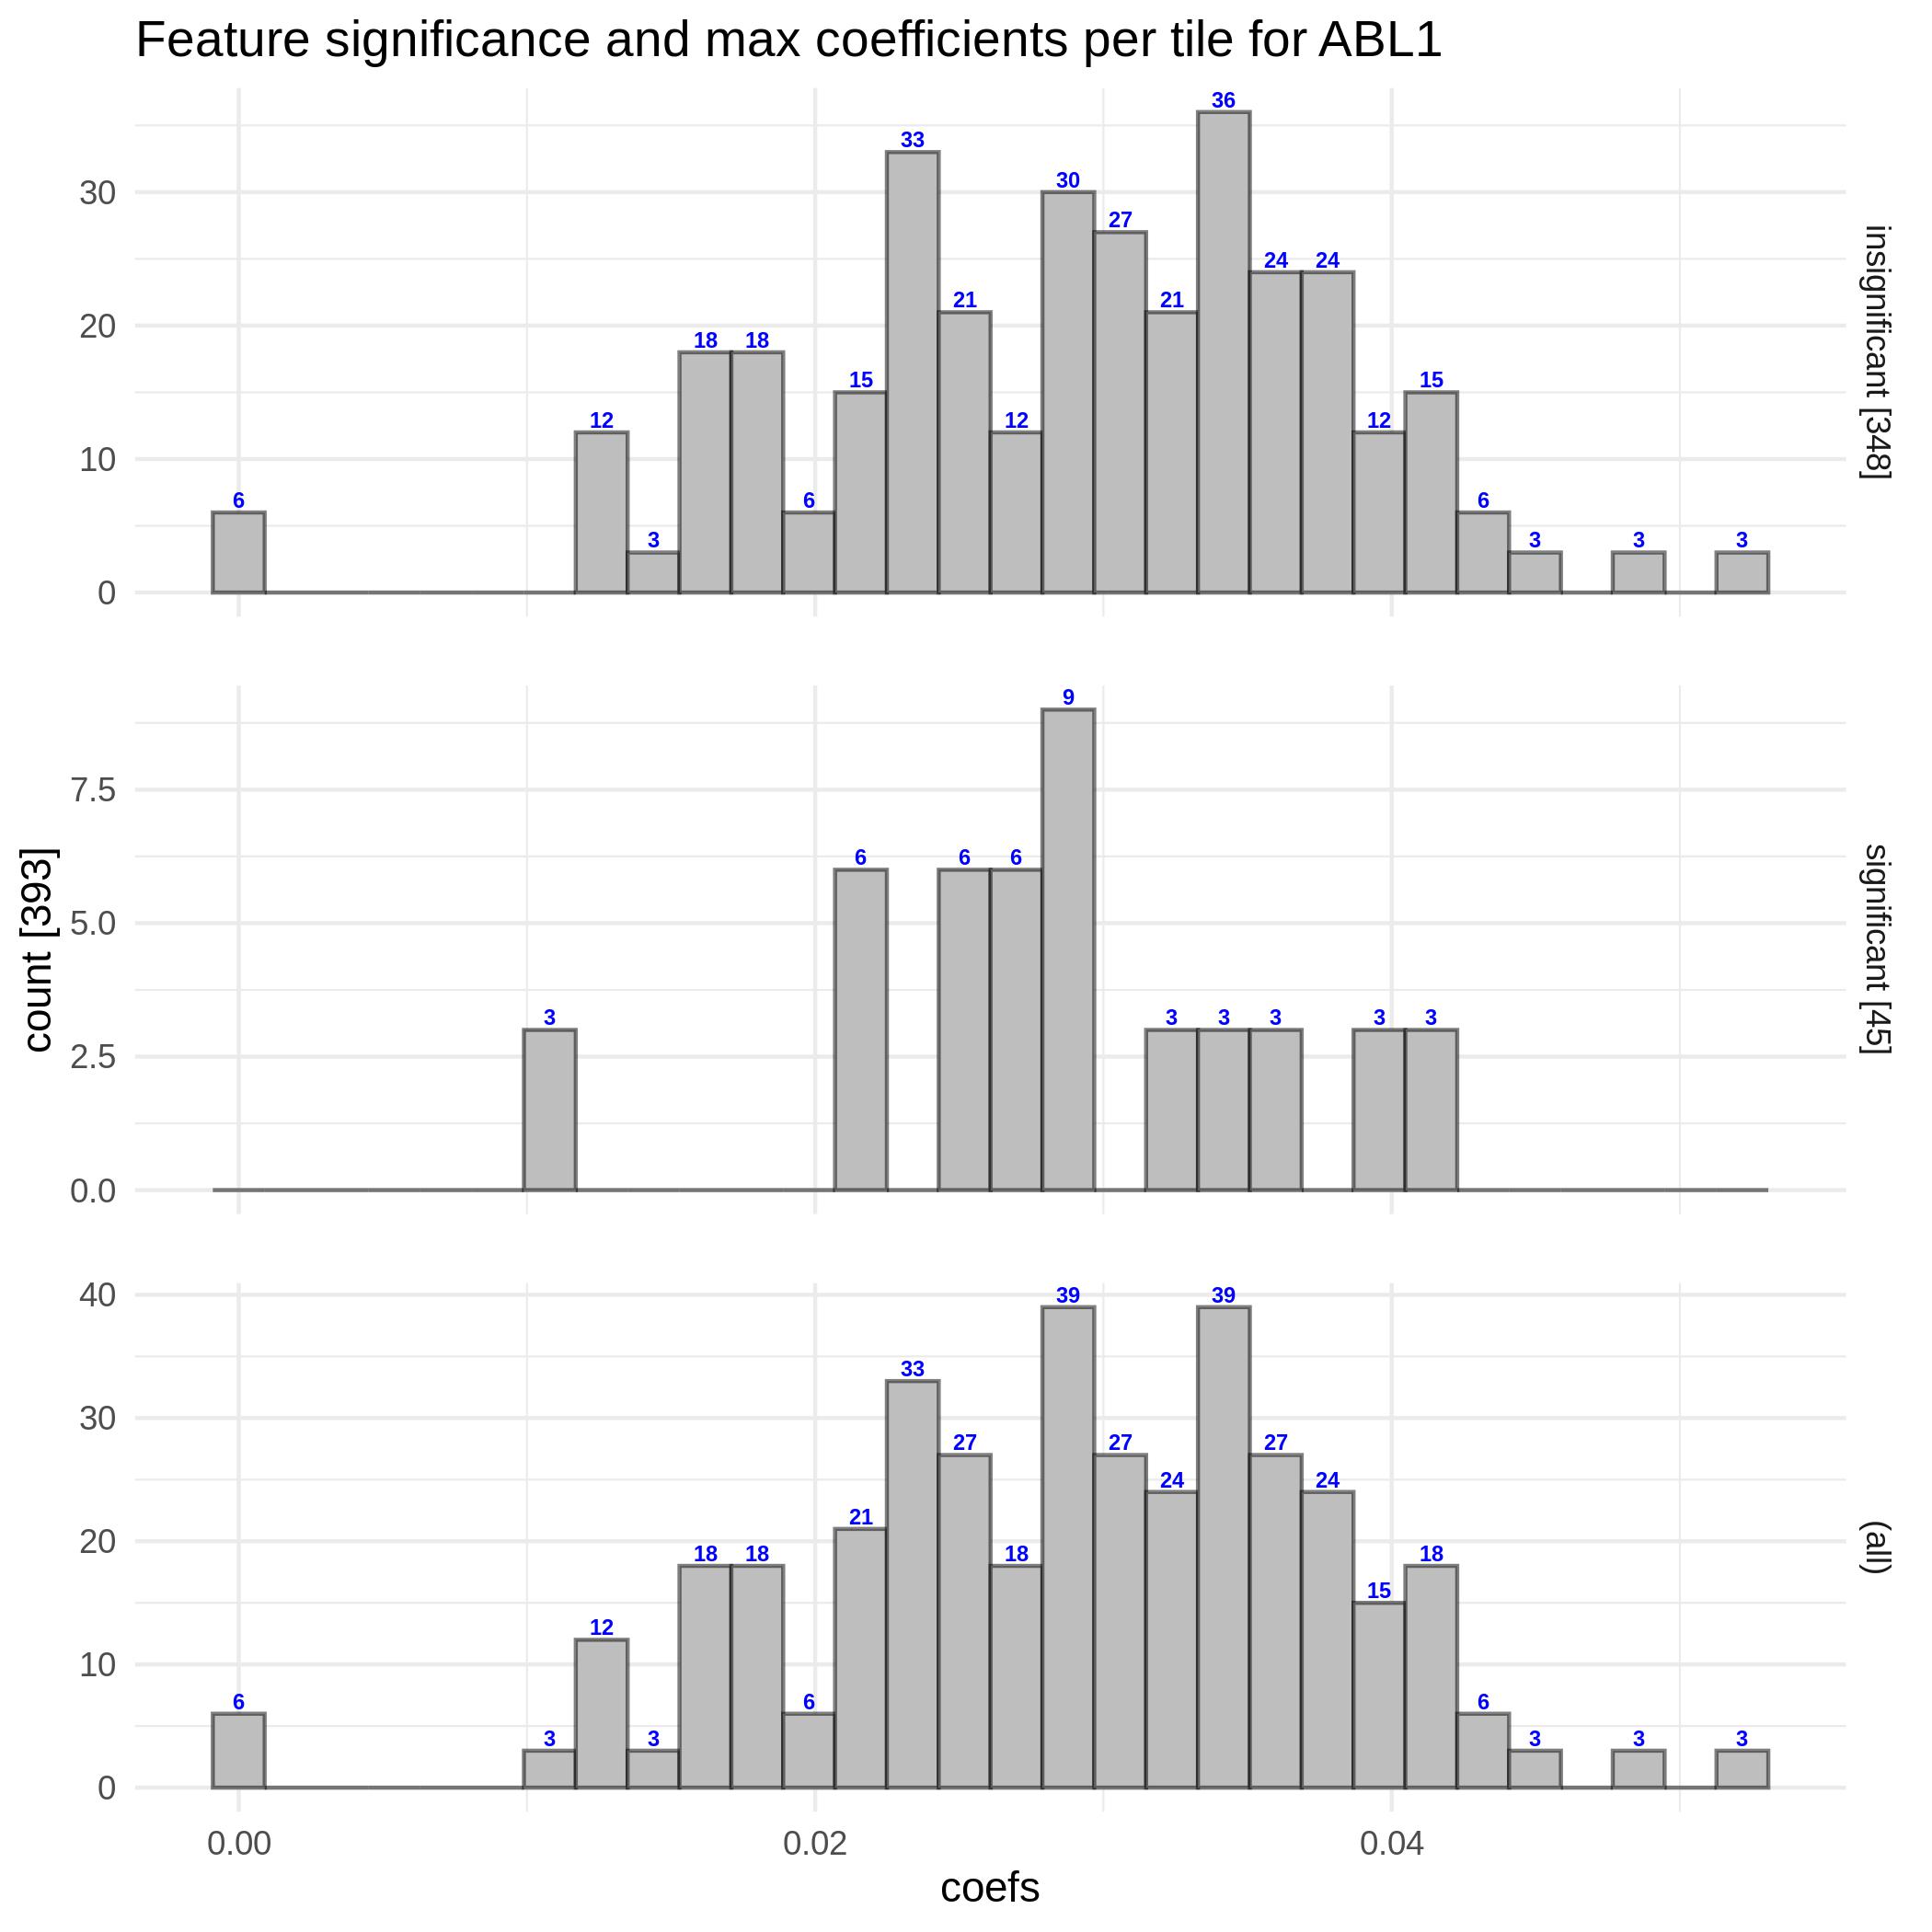 Feature significance and max coefficients per tile for ABL1
36
33
30
30
27
24 24
21 21
20
18 18
15 15
12 12 12
10
6 6 6
3 3 3 3
0
insignificant [348]
9
7.5
6 6 6
5.0
3 3 3 3 3 3
2.5
0.0
significant [45]
count [393]
40
39 39
33
30
27 27 27
24 24
21
20
18 18 18 18
15
12
10
6 6 6
3 3 3 3 3
0
(all)
0.00 0.02 0.04
coefs